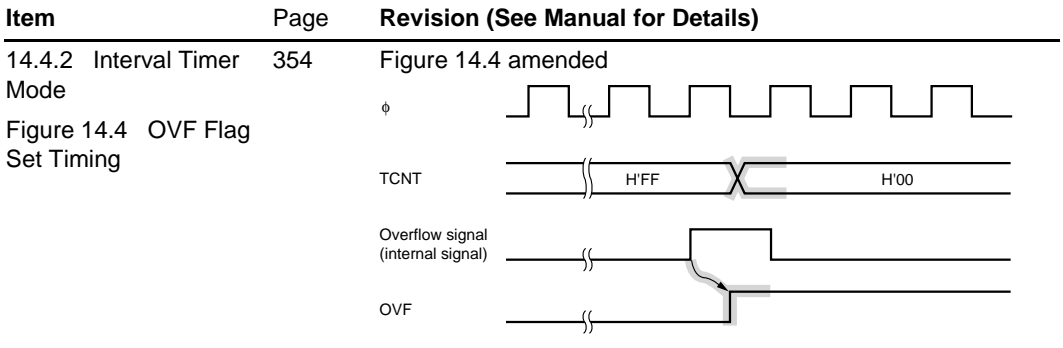 Item Page Revision (See Manual for Details)
14.4.2 Interval Timer Mode 354 Figure 14.4 amended
Figure 14.4 OVF Flag Set Timing
φ
TCNT H'FF H'00
Overflow signal
(internal signal)
OVF